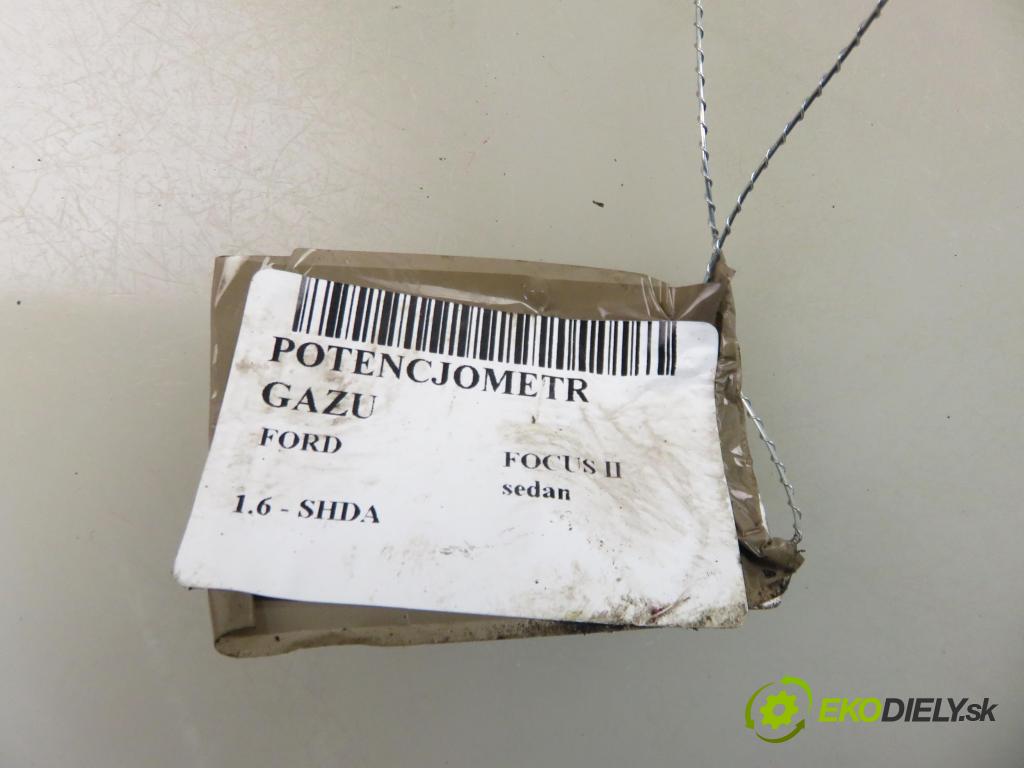 POTENCJOMETR
GAZU
FORD
FOCUS II
sedan
1.6 - SHDA
EKODIELY.sk